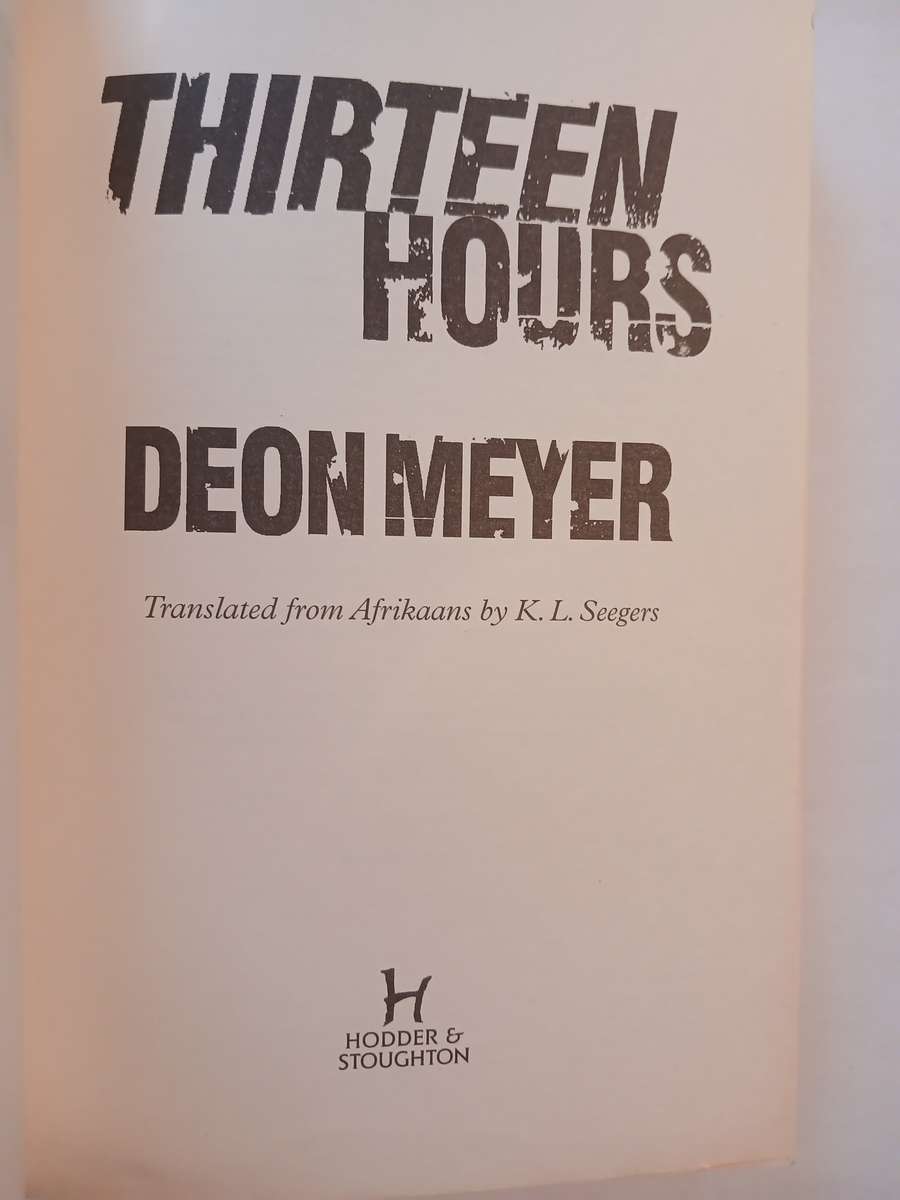 THIRTEEN
HOURS
DEON MEYER
Translated from Afrikaans by K. L. Seegers
H
HODDER &
STOUGHTON